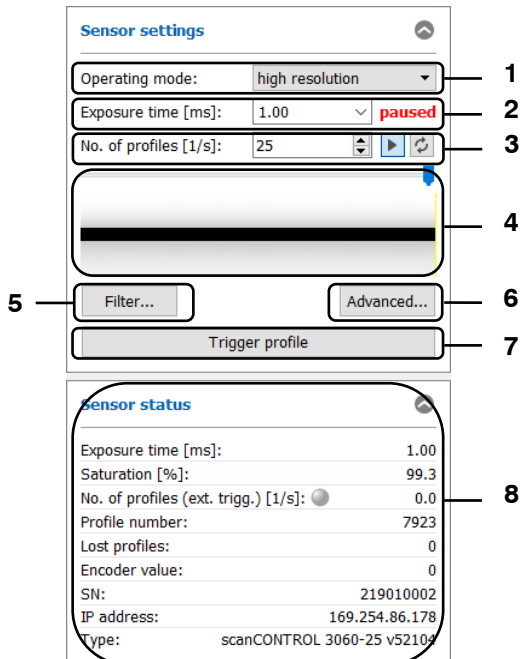 Sensor settings
Operating mode: high resolution 1
Exposure time [ms]: 1.00 paused 2
No. of profiles [1/s]: 25 3
4
5 Filter... Advanced... 6
Trigger profile 7
Sensor status
Exposure time [ms]: 1.00
Saturation [%]: 99.3
No. of profiles (ext. trigg.) [1/s]: 0.0 8
Profile number: 7923
Lost profiles: 0
Encoder value: 0
SN: 219010002
IP address: 169.254.86.178
Type: scanCONTROL 3060-25 v52104